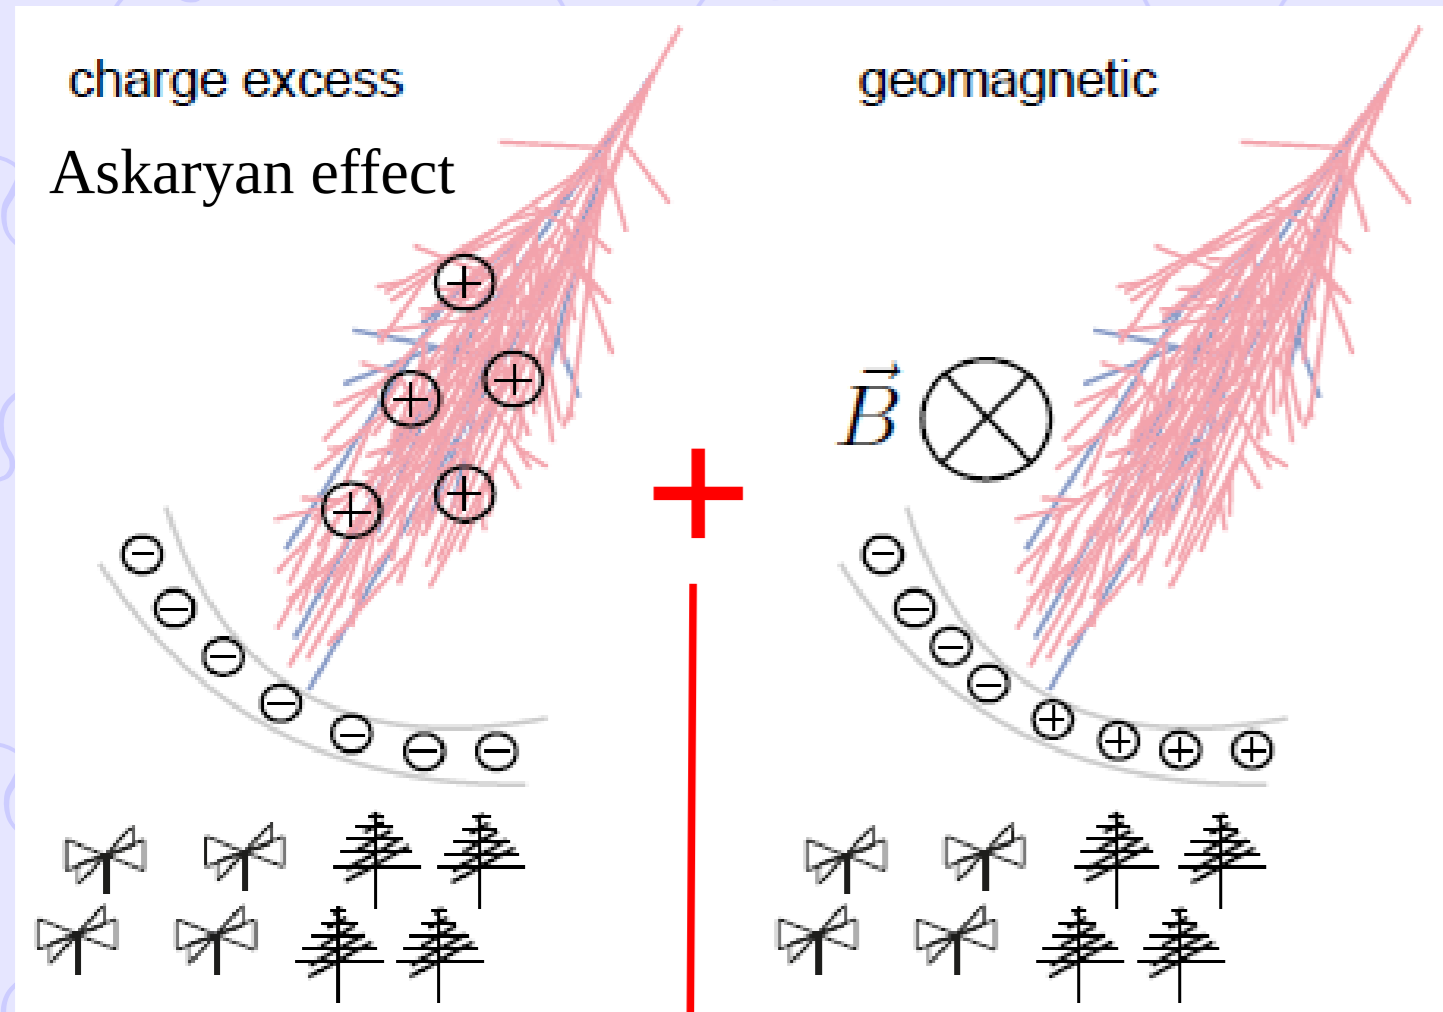 charge excess
Askaryan effect
geomagnetic
+
B⃗